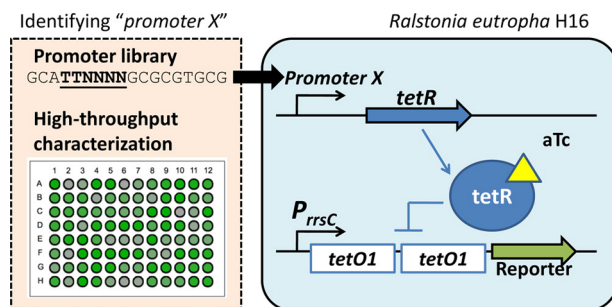 Identifying “promoter X”
Promoter library
GCATTNNNNGCGCGTGCG
High-throughput
characterization
1 2 3 4 5 6 7 8 9 10 11 12
A
B
C
D
E
F
G
H
Ralstonia eutropha H16
Promoter X
tetR
aTc
tetR
PrrsC
tetO1 tetO1
Reporter